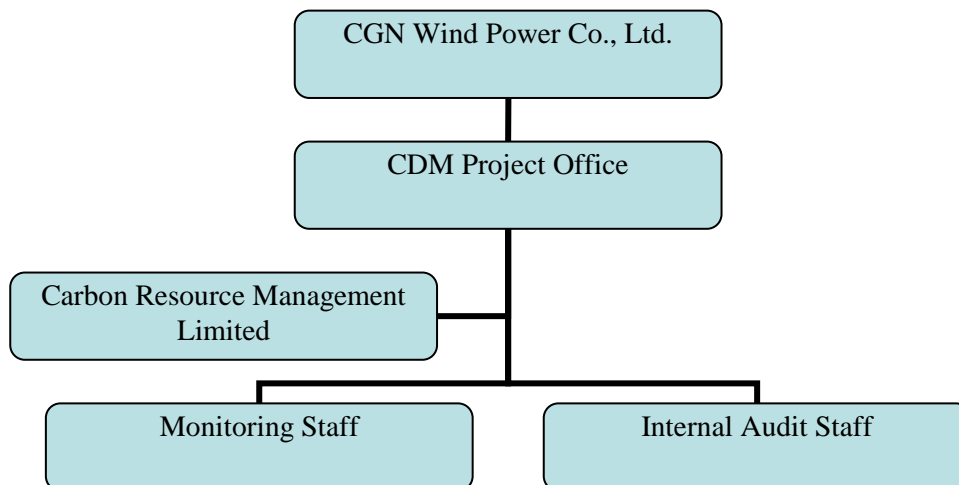 CGN Wind Power Co., Ltd.
CDM Project Office
Carbon Resource Management
Limited
Monitoring Staff
Internal Audit Staff